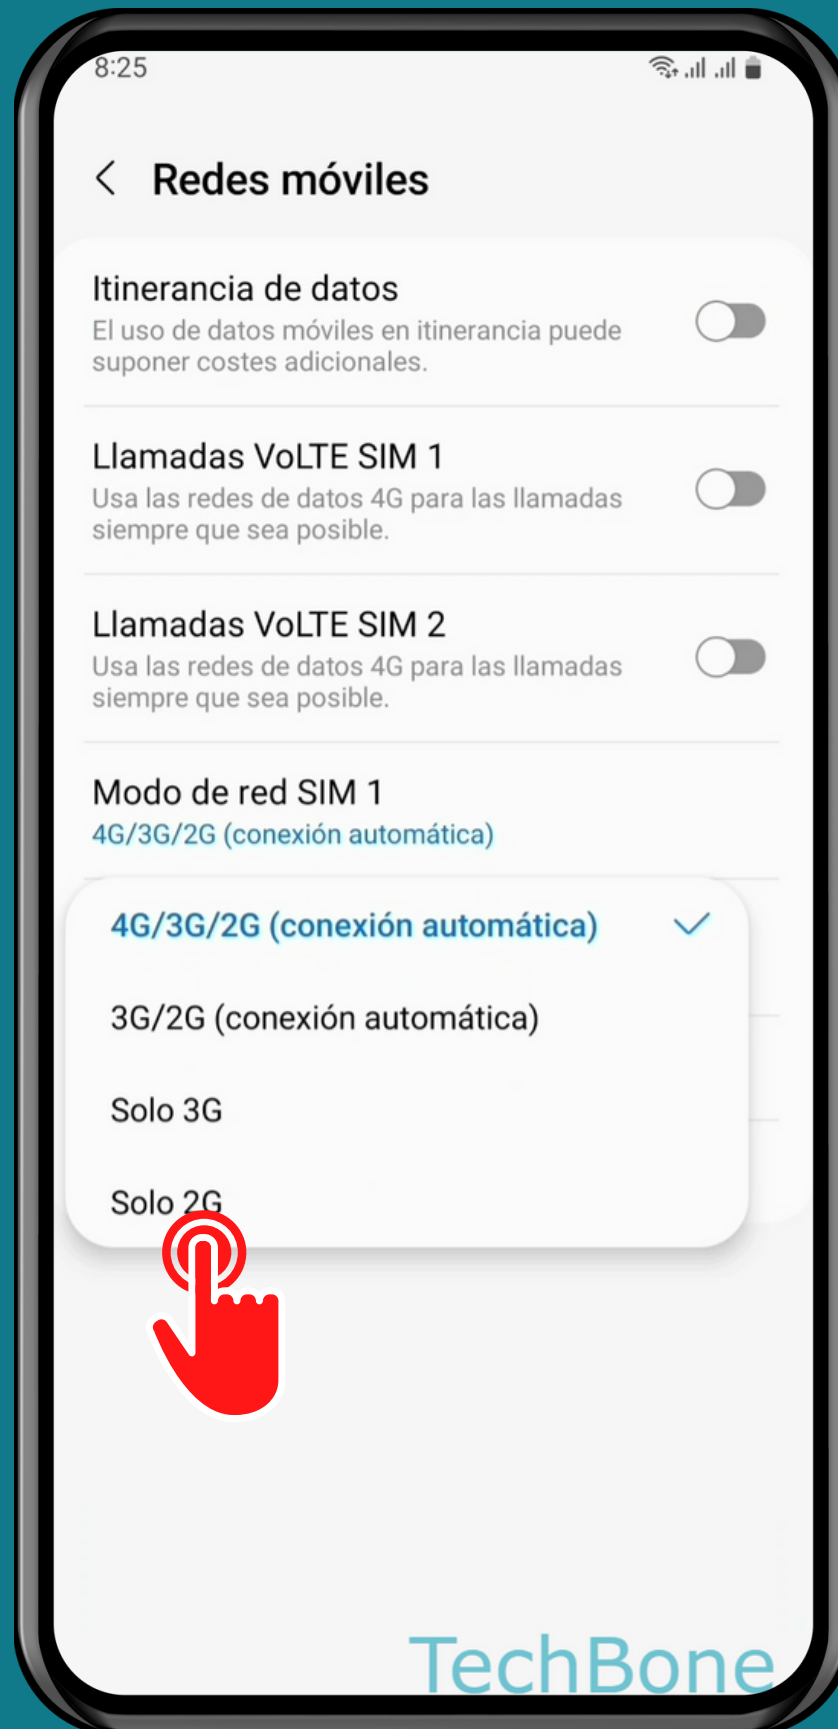 8:25
Redes móviles
Itinerancia de datos
El uso de datos móviles en itinerancia puede
suponer costes adicionales.
Llamadas VoLTE SIM 1
Usa las redes de datos 4G para las llamadas
siempre que sea posible.
Llamadas VoLTE SIM 2
Usa las redes de datos 4G para las llamadas
siempre que sea posible.
Modo de red SIM 1
4G/3G/2G (conexión automática)
4G/3G/2G (conexión automática)
3G/2G (conexión automática)
Solo 3G
Solo 2G
TechBone